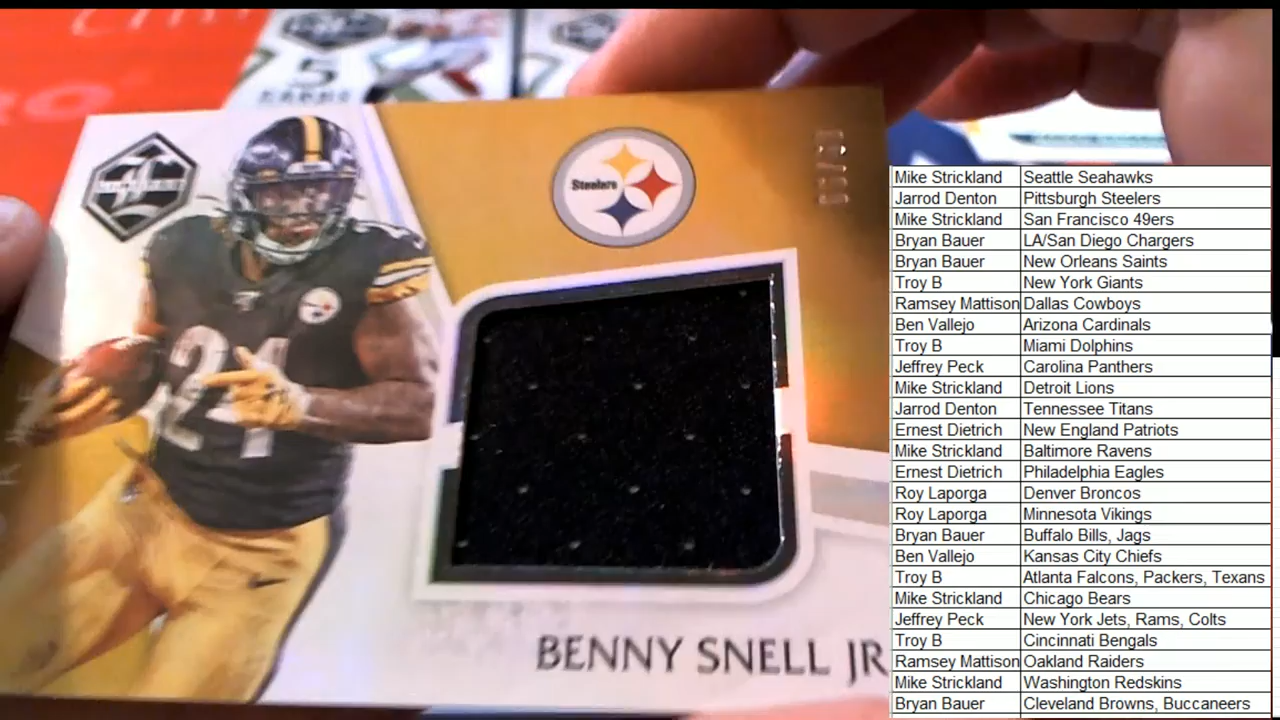 5
Steelers
24
BENNY SNELL JR
Mike Strickland Seattle Seahawks
Jarrod Denton Pittsburgh Steelers
Mike Strickland San Francisco 49ers
Bryan Bauer LA/San Diego Chargers
Bryan Bauer New Orleans Saints
Troy B New York Giants
Ramsey Mattison Dallas Cowboys
Ben Vallejo Arizona Cardinals
Troy B Miami Dolphins
Jeffrey Peck Carolina Panthers
Mike Strickland Detroit Lions
Jarrod Denton Tennessee Titans
Ernest Dietrich New England Patriots
Mike Strickland Baltimore Ravens
Ernest Dietrich Philadelphia Eagles
Roy Laporga Denver Broncos
Roy Laporga Minnesota Vikings
Bryan Bauer Buffalo Bills, Jags
Ben Vallejo Kansas City Chiefs
Troy B Atlanta Falcons, Packers, Texans
Mike Strickland Chicago Bears
Jeffrey Peck New York Jets, Rams, Colts
Troy B Cincinnati Bengals
Ramsey Mattison Oakland Raiders
Mike Strickland Washington Redskins
Bryan Bauer Cleveland Browns, Buccaneers